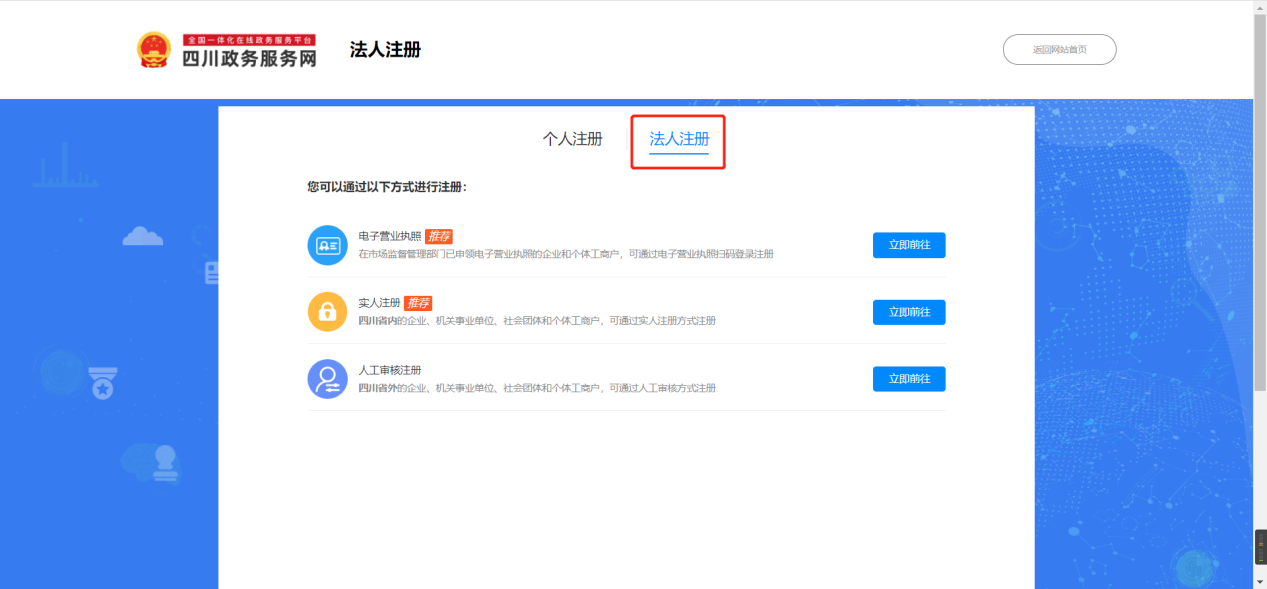 全国一体化在线政务服务平台
四川政务服务网
法人注册
返回网站首页
个人注册
法人注册
您可以通过以下方式进行注册：
电子营业执照 推荐
在市场监督管理部门已申领电子营业执照的企业和个体工商户，可通过电子营业执照扫码登录注册
立即前往
实人注册 推荐
四川省内的企业、机关事业单位、社会团体和个体工商户，可通过实人注册方式注册
立即前往
人工审核注册
四川省外的企业、机关事业单位、社会团体和个体工商户，可通过人工审核方式注册
立即前往